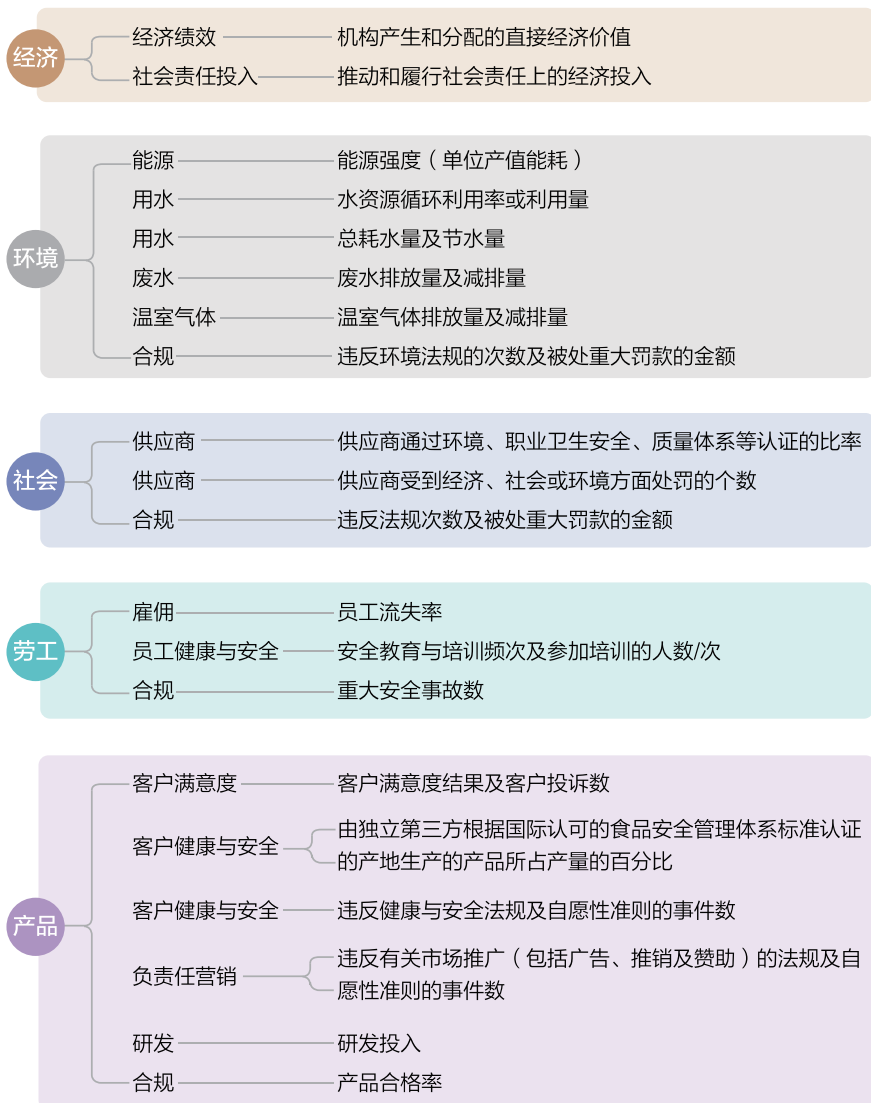 经济
经济绩效 机构产生和分配的直接经济价值
社会责任投入 推动和履行社会责任上的经济投入
环境
能源 能源强度（单位产值能耗）
用水 水资源循环利用率或利用量
用水 总耗水量及节水量
废水 废水排放量及减排量
温室气体 温室气体排放量及减排量
合规 违反环境法规的次数及被处重大罚款的金额
社会
供应商 供应商通过环境、职业卫生安全、质量体系等认证的比率
供应商 供应商受到经济、社会或环境方面处罚的个数
合规 违反法规次数及被处重大罚款的金额
劳工
雇佣 员工流失率
员工健康与安全 安全教育与培训频次及参加培训的人数/次
合规 重大安全事故数
产品
客户满意度 客户满意度结果及客户投诉数
客户健康与安全 由独立第三方根据国际认可的食品安全管理体系标准认证
的产地生产的产品所占产量的百分比
客户健康与安全 违反健康与安全法规及自愿性准则的事件数
负责任营销 违反有关市场推广（包括广告、推销及赞助）的法规及自
愿性准则的事件数
研发 研发投入
合规 产品合格率